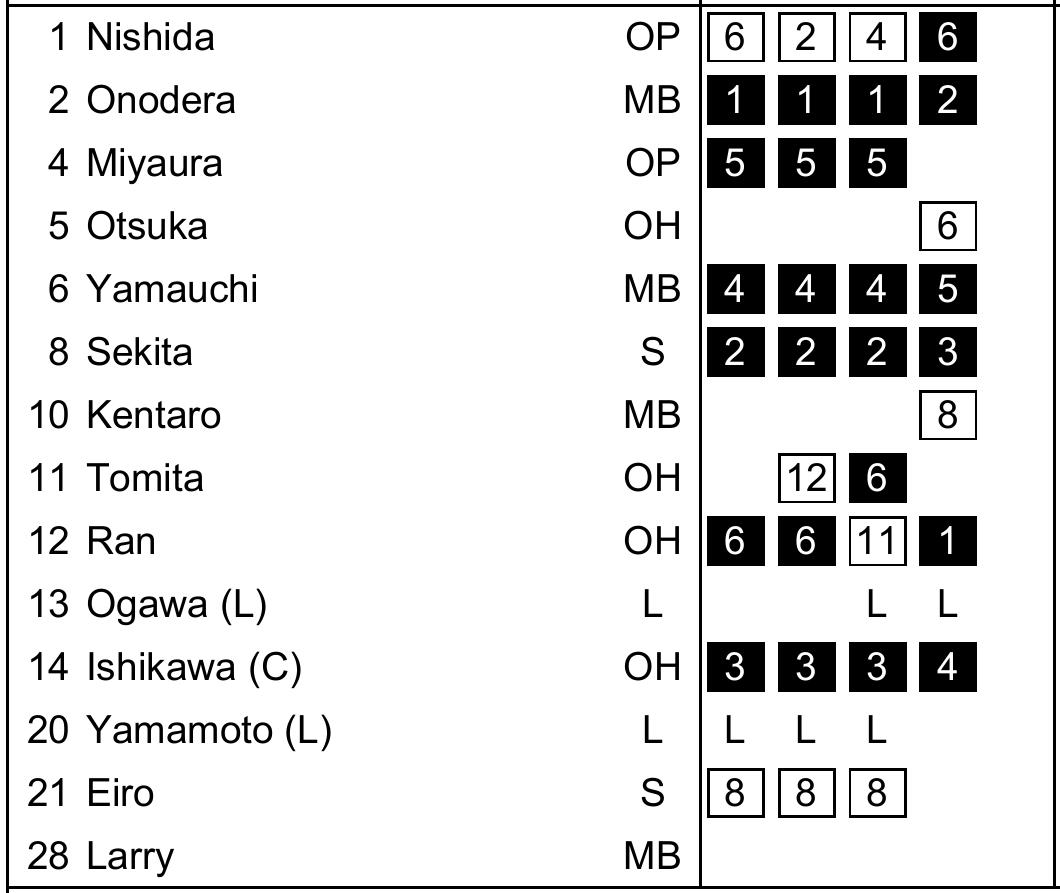 1 Nishida OP 6 2 4 6
2 Onodera MB 1 1 1 2
4 Miyaura OP 5 5 5
5 Otsuka OH 6
6 Yamauchi MB 4 4 4 5
8 Sekita S 2 2 2 3
10 Kentaro MB 8
11 Tomita OH 12 6
12 Ran OH 6 6 11 1
13 Ogawa (L) L L L
14 Ishikawa (C) OH 3 3 3 4
20 Yamamoto (L) L L L L
21 Eiro S 8 8 8
28 Larry MB